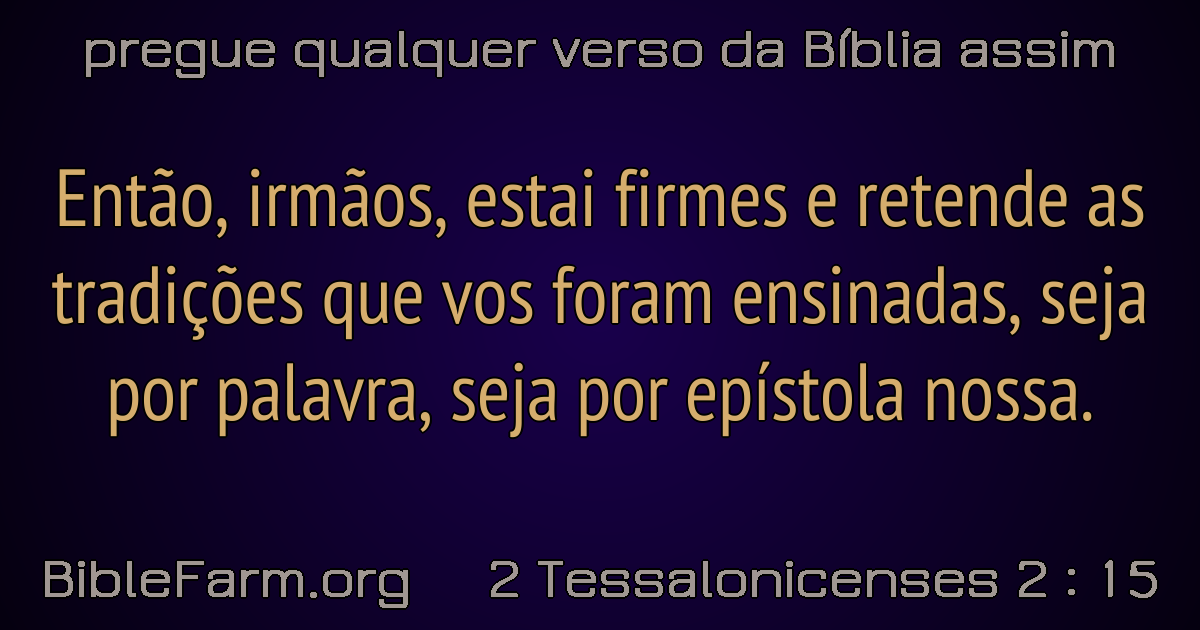 pregue qualquer verso da Bíblia assim
Então, irmãos, estai firmes e retende as
tradições que vos foram ensinadas, seja
por palavra, seja por epístola nossa.
BibleFarm.org 2 Tessalonicenses 2 : 15